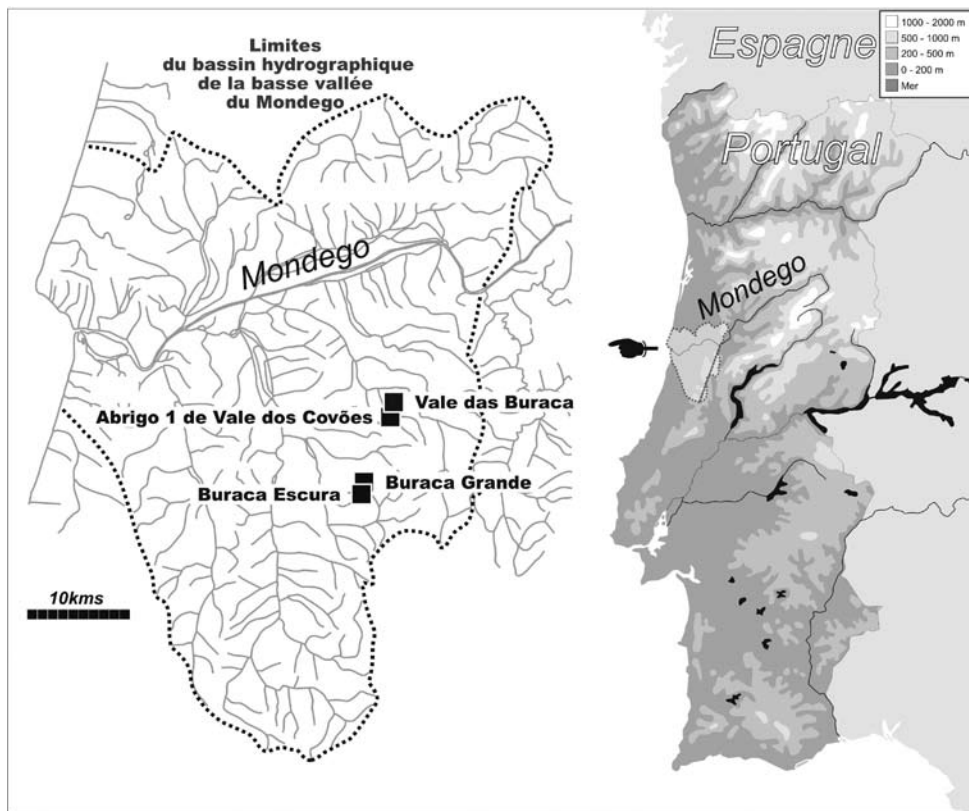 Limites
du bassin hydrographique
de la basse vallée
du Mondego
Mondego
Vale das Buraca
Abrigo 1 de Vale dos Covões
Buraca Grande
Buraca Escura
10kms
Espagne
Portugal
Mondego
1000 - 2000 m
500 - 1000 m
200 - 500 m
0 - 200 m
Mer